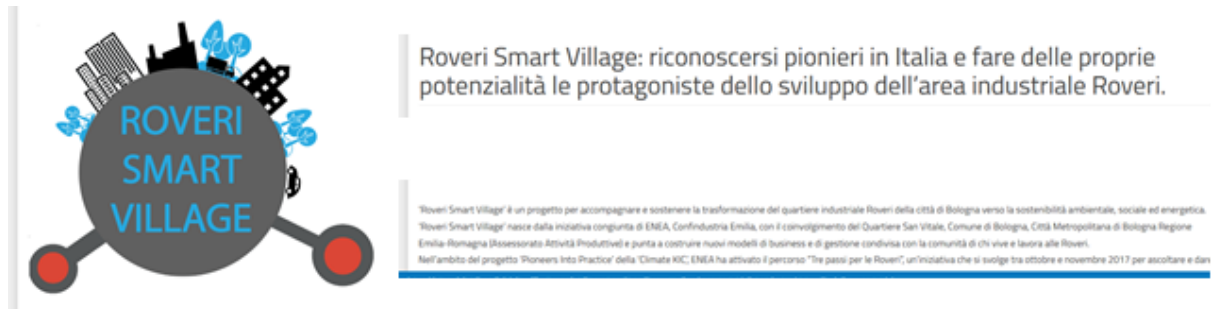 ROVERI
SMART
VILLAGE
Roveri Smart Village: riconoscersi pionieri in Italia e fare delle proprie
potenzialità le protagoniste dello sviluppo dell'area industriale Roveri.
'Roveri Smart Village' è un progetto per accompagnare e sostenere la trasformazione del quartiere industriale Roveri della città di Bologna verso la sostenibilità ambientale, sociale ed energetica.
'Roveri Smart Village' nasce dalla iniziativa congiunta di ENEA, Confindustria Emilia, con il coinvolgimento del Quartiere San Vitale, Comune di Bologna, Città Metropolitana di Bologna Regione
Emilia-Romagna (Assessorato Attività Produttive) e punta a costruire nuovi modelli di business e di gestione condivisa con la comunità di chi vive e lavora alle Roveri.
Nell'ambito del progetto 'Pioneers Into Practice' della 'Climate KIC', ENEA ha attivato il percorso "Tre passi per le Roveri", un'iniziativa che si svolge tra ottobre e novembre 2017 per ascoltare e dare